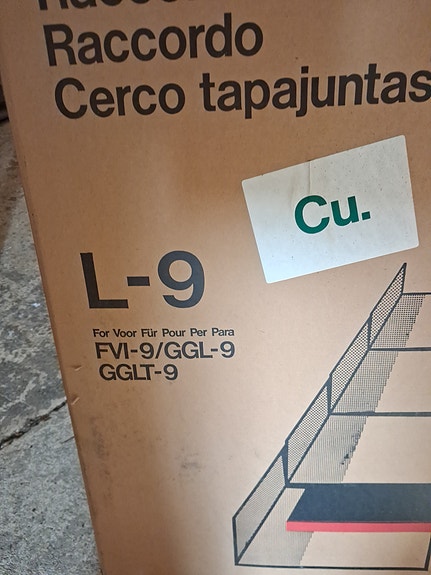 Raccordo
Cerco tapajuntas
Cu.
L-9
For Voor Für Pour Per Para
FVI-9/GGL-9
GGLT-9